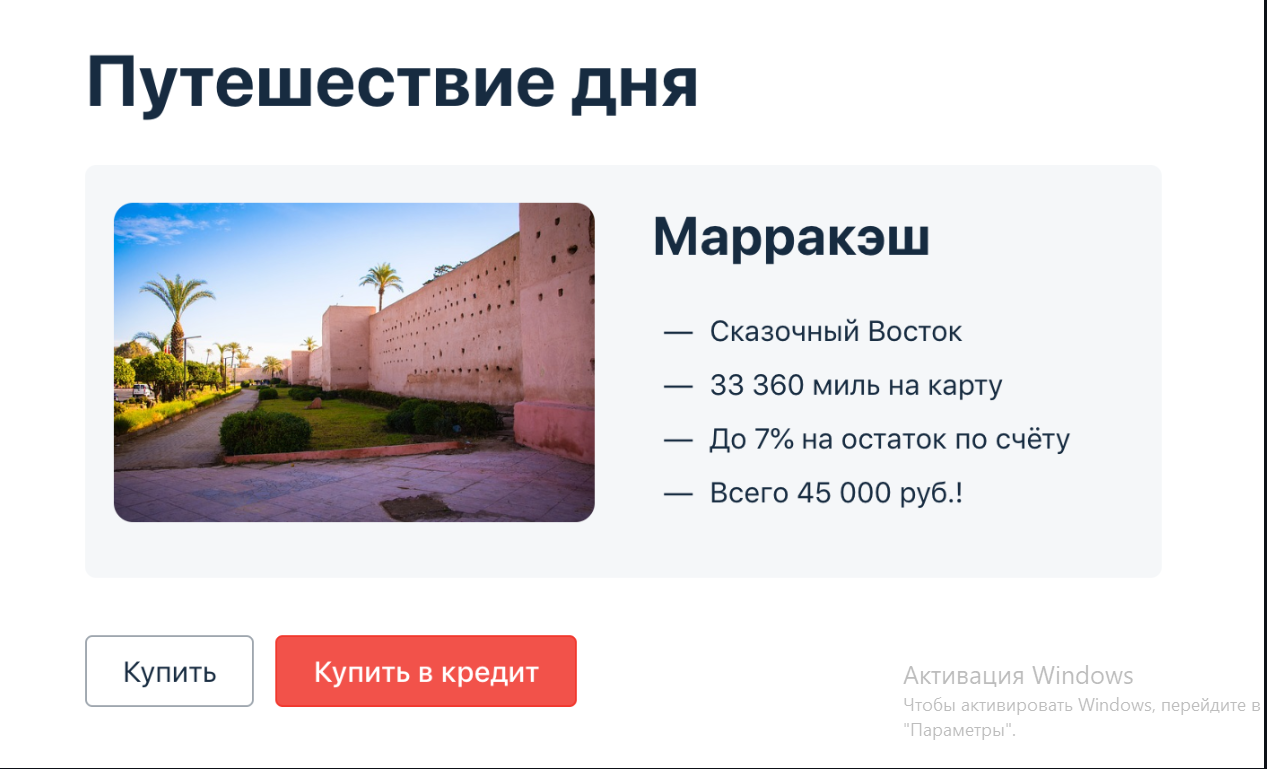 Путешествие дня
Марракэш
— Сказочный Восток
— 33 360 миль на карту
— До 7% на остаток по счёту
— Всего 45 000 руб.!
Купить
Купить в кредит
Активация Windows
Чтобы активировать Windows, перейдите в
"Параметры".